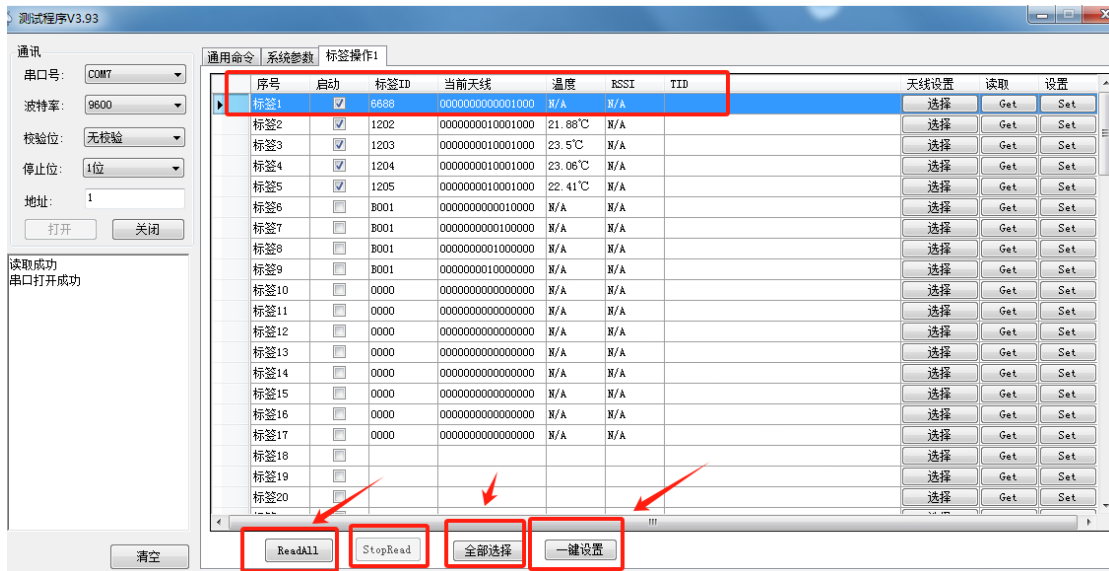 测试程序V3.93
通讯
串口号: COM7
波特率: 9600
校验位: 无校验
停止位: 1位
地址: 1
打开 关闭
读取成功
串口打开成功
清空
通用命令 系统参数 标签操作1
序号 启动 标签ID 当前天线 温度 RSSI TID 天线设置 读取 设置
标签1 6688 0000000000001000 N/A N/A 选择 Get Set
标签2 1202 0000000010001000 21.88℃ N/A 选择 Get Set
标签3 1203 0000000010001000 23.5℃ N/A 选择 Get Set
标签4 1204 0000000010001000 23.06℃ N/A 选择 Get Set
标签5 1205 0000000010001000 22.41℃ N/A 选择 Get Set
标签6 B001 0000000000010000 N/A N/A 选择 Get Set
标签7 B001 0000000000100000 N/A N/A 选择 Get Set
标签8 B001 0000000001000000 N/A N/A 选择 Get Set
标签9 B001 0000000010000000 N/A N/A 选择 Get Set
标签10 0000 0000000000000000 N/A N/A 选择 Get Set
标签11 0000 0000000000000000 N/A N/A 选择 Get Set
标签12 0000 0000000000000000 N/A N/A 选择 Get Set
标签13 0000 0000000000000000 N/A N/A 选择 Get Set
标签14 0000 0000000000000000 N/A N/A 选择 Get Set
标签15 0000 0000000000000000 N/A N/A 选择 Get Set
标签16 0000 0000000000000000 N/A N/A 选择 Get Set
标签17 0000 0000000000000000 N/A N/A 选择 Get Set
标签18 选择 Get Set
标签19 选择 Get Set
标签20 选择 Get Set
ReadAll StopRead 全部选择 一键设置